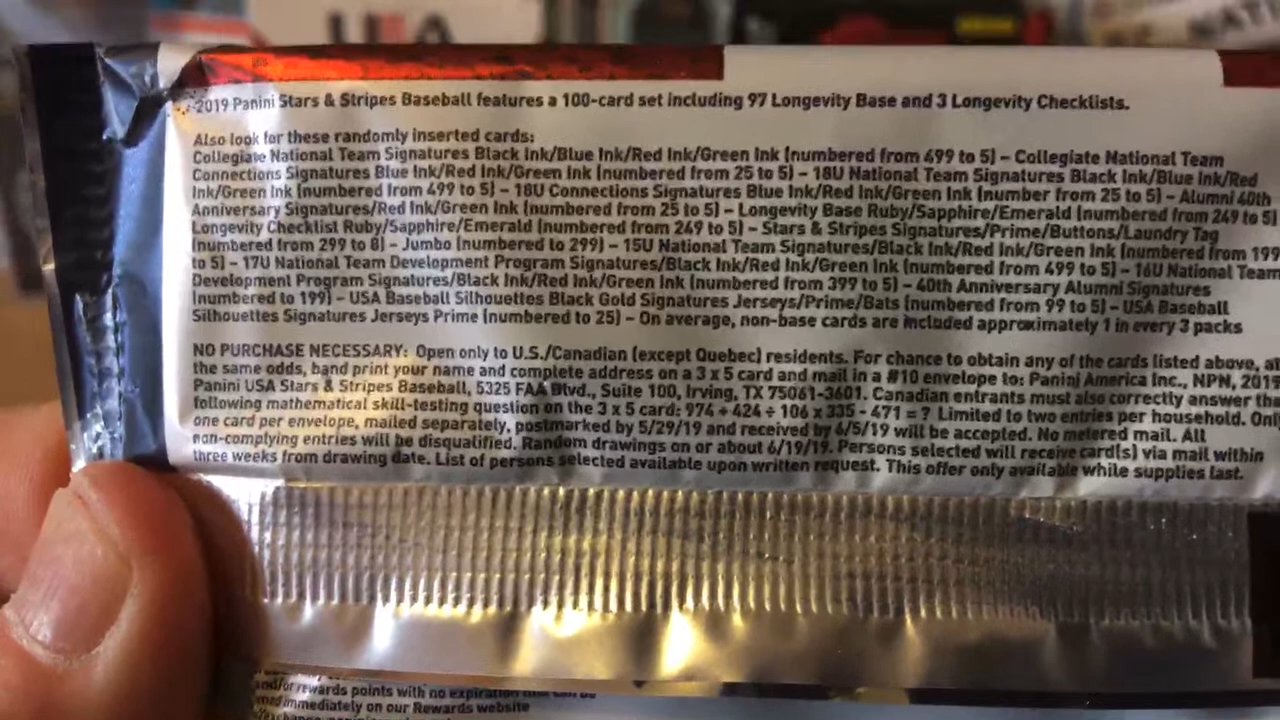 USA
NATI
2019 Panini Stars & Stripes Baseball features a 100-card set including 97 Longevity Base and 3 Longevity Checklists.
Also look for these randomly inserted cards:
Collegiate National Team Signatures Black Ink/Blue Ink/Red Ink/Green Ink (numbered from 499 to 5) – Collegiate National Team
Connections Signatures Blue Ink/Red Ink/Green Ink (numbered from 25 to 5) – 18U National Team Signatures Black Ink/Blue Ink/Red
Ink/Green Ink (numbered from 499 to 5) – 18U Connections Signatures Blue Ink/Red Ink/Green Ink (number from 25 to 5) – Alumni 40th
Anniversary Signatures/Red Ink/Green Ink (numbered from 25 to 5) – Longevity Base Ruby/Sapphire/Emerald (numbered from 249 to 5)
Longevity Checklist Ruby/Sapphire/Emerald (numbered from 249 to 5) – Stars & Stripes Signatures/Prime/Buttons/Laundry Tag
(numbered from 299 to 8) – Jumbo (numbered to 299) – 15U National Team Signatures/Black Ink/Red Ink/Green Ink (numbered from 199
to 5) – 17U National Team Development Program Signatures/Black Ink/Red Ink/Green Ink (numbered from 499 to 5) – 16U National Team
Development Program Signatures/Black Ink/Red Ink/Green Ink (numbered from 399 to 5) – 40th Anniversary Alumni Signatures
(numbered to 199) – USA Baseball Silhouettes Black Gold Signatures Jerseys/Prime/Bats (numbered from 99 to 5) – USA Baseball
Silhouettes Signatures Jerseys Prime (numbered to 25) – On average, non-base cards are included approximately 1 in every 3 packs
NO PURCHASE NECESSARY: Open only to U.S./Canadian (except Quebec) residents. For chance to obtain any of the cards listed above, at
the same odds, hand print your name and complete address on a 3 x 5 card and mail in a #10 envelope to: Panini America Inc., NPN, 2019
Panini USA Stars & Stripes Baseball, 5325 FAA Blvd., Suite 100, Irving, TX 75061-3601. Canadian entrants must also correctly answer the
following mathematical skill-testing question on the 3 x 5 card: 974 + 424 ÷ 106 x 335 - 471 = ? Limited to two entries per household. Only
one card per envelope, mailed separately, postmarked by 5/29/19 and received by 6/5/19 will be accepted. No metered mail. All
non-complying entries will be disqualified. Random drawings on or about 6/19/19. Persons selected will receive card(s) via mail within
three weeks from drawing date. List of persons selected available upon written request. This offer only available while supplies last.
and/or rewards points with no expiration that can be
immediately on our Rewards website